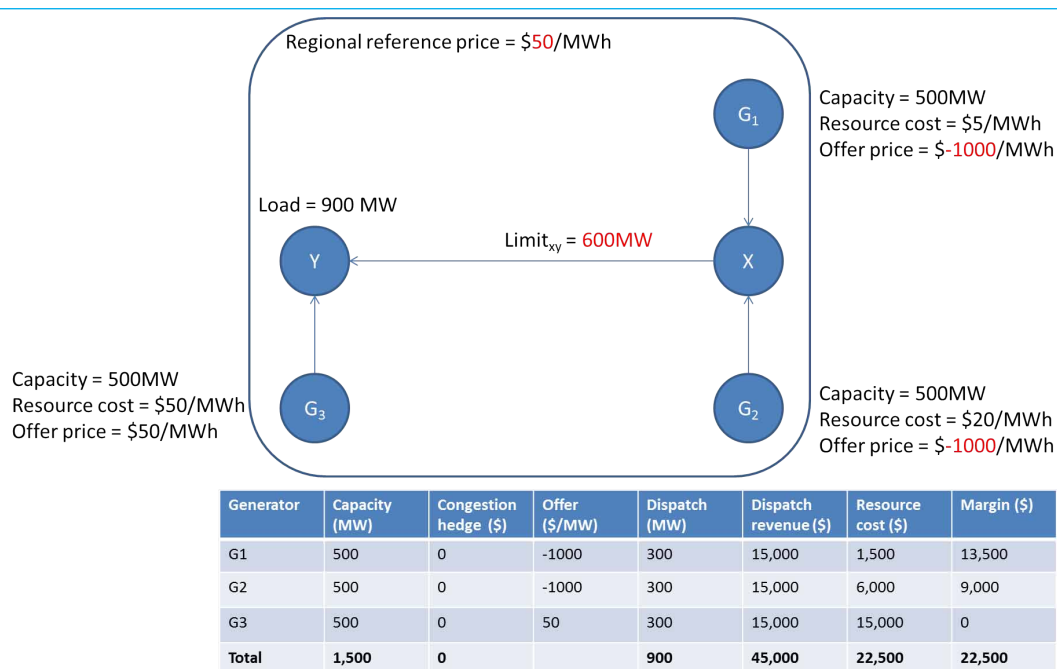 Regional reference price = $50/MWh
G1
Capacity = 500MW
Resource cost = $5/MWh
Offer price = $-1000/MWh
Load = 900 MW
Limitxy = 600MW
Y
X
Capacity = 500MW
Resource cost = $50/MWh
Offer price = $50/MWh
G3
G2
Capacity = 500MW
Resource cost = $20/MWh
Offer price = $-1000/MWh
Generator Capacity (MW) Congestion hedge ($) Offer ($/MW) Dispatch (MW) Dispatch revenue ($) Resource cost ($) Margin ($)
G1 500 0 -1000 300 15,000 1,500 13,500
G2 500 0 -1000 300 15,000 6,000 9,000
G3 500 0 50 300 15,000 15,000 0
Total 1,500 0 900 45,000 22,500 22,500